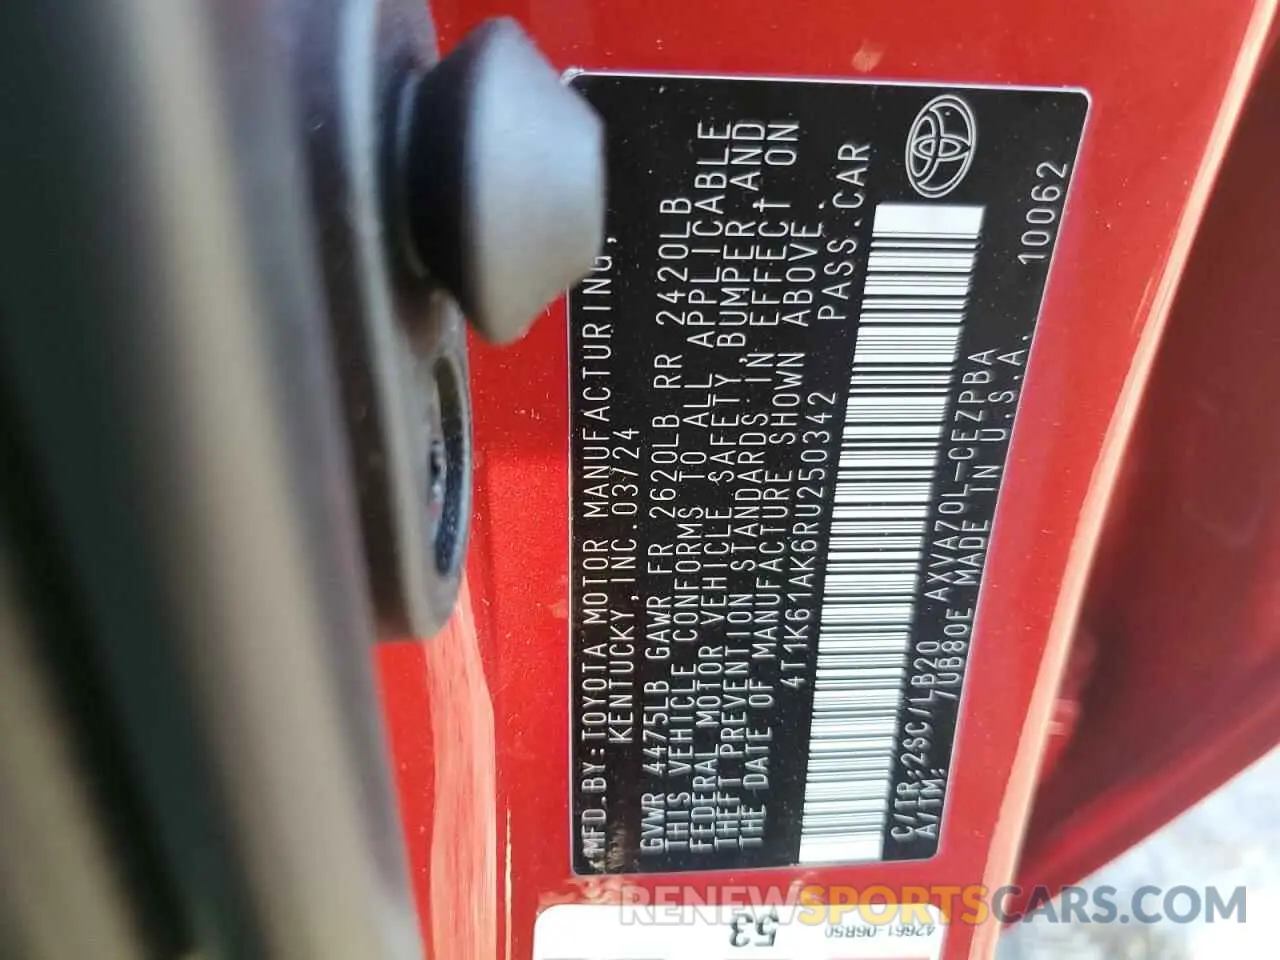 MFD.BY:TOYOTA MOTOR MANUFACTURING,
KENTUCKY,INC.03/24
GVWR 4475LB GAWR FR 2620LB RR 2420LB
THIS VEHICLE CONFORMS TO ALL APPLICABLE
FEDERAL MOTOR VEHICLE SAFETY,BUMPER,AND
THEFT PREVENTION STANDARDS IN EFFECT ON
THE DATE OF MANUFACTURE SHOWN ABOVE.
4T1K61AK6RU250342 PASS.CAR
C/TR:2SC/LB20 AXVA70L-CEZPBA
A/TM: /UB80E MADE IN U.S.A. 10062
53
42661-06R50
RENEWSPORTSCARS.COM